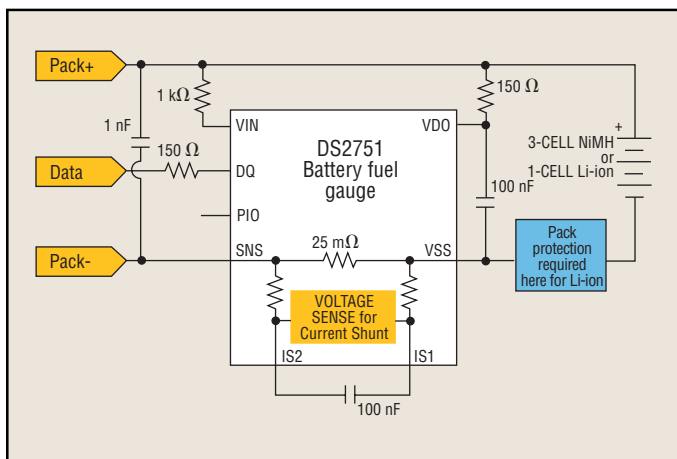 Pack+
1 kΩ
150 Ω
1 nF
VIN
DS2751
Battery fuel
gauge
VDO
+
3-CELL NiMH
or
1-CELL Li-ion
150 Ω
Data
DQ
100 nF
PIO
Pack-
SNS
25 mΩ
VSS
Pack
protection
required
here for Li-ion
VOLTAGE
SENSE for
Current Shunt
IS2
IS1
100 nF